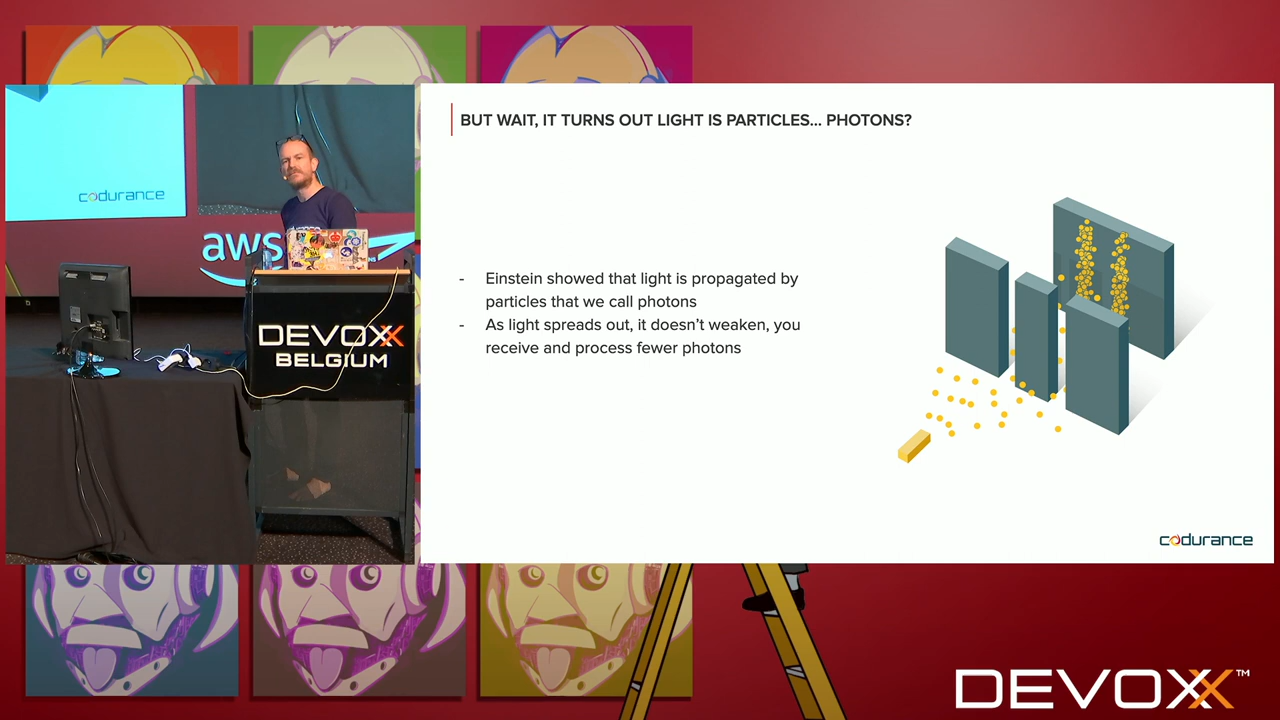 codurance
aws
DEVOXX
BELGIUM
BUT WAIT, IT TURNS OUT LIGHT IS PARTICLES... PHOTONS?
- Einstein showed that light is propagated by
particles that we call photons
- As light spreads out, it doesn't weaken, you
receive and process fewer photons
codurance
DEVOXX™